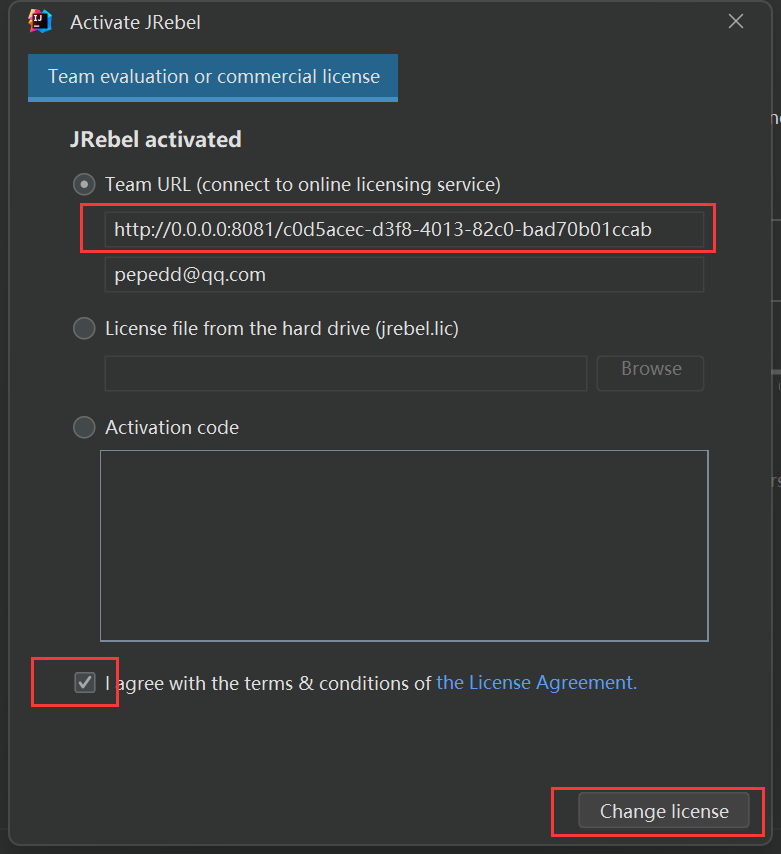 Activate JRebel
Team evaluation or commercial license
JRebel activated
Team URL (connect to online licensing service)
http://0.0.0.0:8081/c0d5acec-d3f8-4013-82c0-bad70b01ccab
pepedd@qq.com
License file from the hard drive (jrebel.lic)
Browse
Activation code
I agree with the terms & conditions of the License Agreement.
Change license